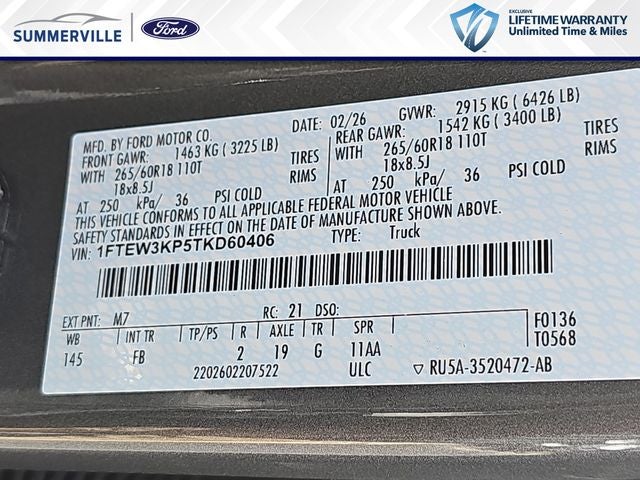 SUMMERVILLE
Ford
EXCLUSIVE
LIFETIME WARRANTY
Unlimited Time & Miles
MFD. BY FORD MOTOR CO.
DATE: 02/26 GVWR: 2915 KG ( 6426 LB)
FRONT GAWR: 1463 KG ( 3225 LB) REAR GAWR: 1542 KG ( 3400 LB)
WITH 265/60R18 110T TIRES WITH 265/60R18 110T TIRES
18x8.5J RIMS 18x8.5J RIMS
AT 250 kPa/ 36 PSI COLD AT 250 kPa/ 36 PSI COLD
THIS VEHICLE CONFORMS TO ALL APPLICABLE FEDERAL MOTOR VEHICLE
SAFETY STANDARDS IN EFFECT ON THE DATE OF MANUFACTURE SHOWN ABOVE.
VIN: 1FTEW3KP5TKD60406 TYPE: Truck
EXT PNT: M7 RC: 21 DSO:
WB INT TR TP/PS R AXLE TR SPR F0136
145 FB 2 19 G 11AA T0568
2202602207522 ULC ▽ RU5A-3520472-AB